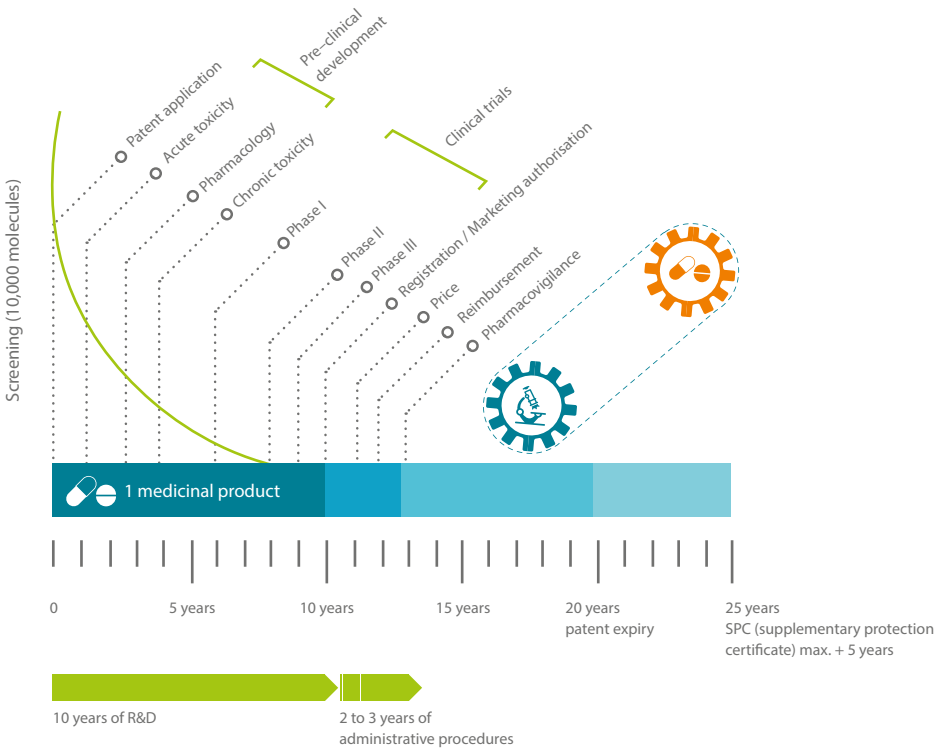 Pre–clinical
development
Clinical trials
Screening (10,000 molecules)
Patent application
Acute toxicity
Pharmacology
Chronic toxicity
Phase I
Phase II
Phase III
Registration / Marketing authorisation
Price
Reimbursement
Pharmacovigilance
1 medicinal product
0
5 years
10 years
15 years
20 years
patent expiry
25 years
SPC (supplementary protection
certificate) max. + 5 years
10 years of R&D
2 to 3 years of
administrative procedures